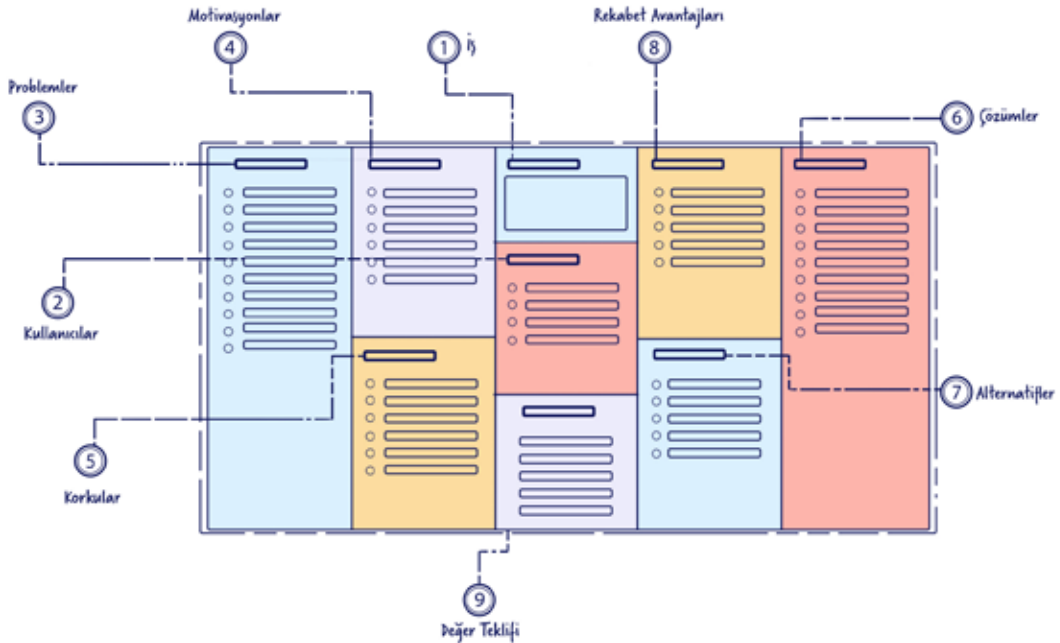 Motivasyonlar
4
1 İş
Rekabet Avantajları
8
Problemler
3
6 Çözümler
2
Kullanıcılar
7 Alternatifler
5
Korkular
9
Değer Teklifi